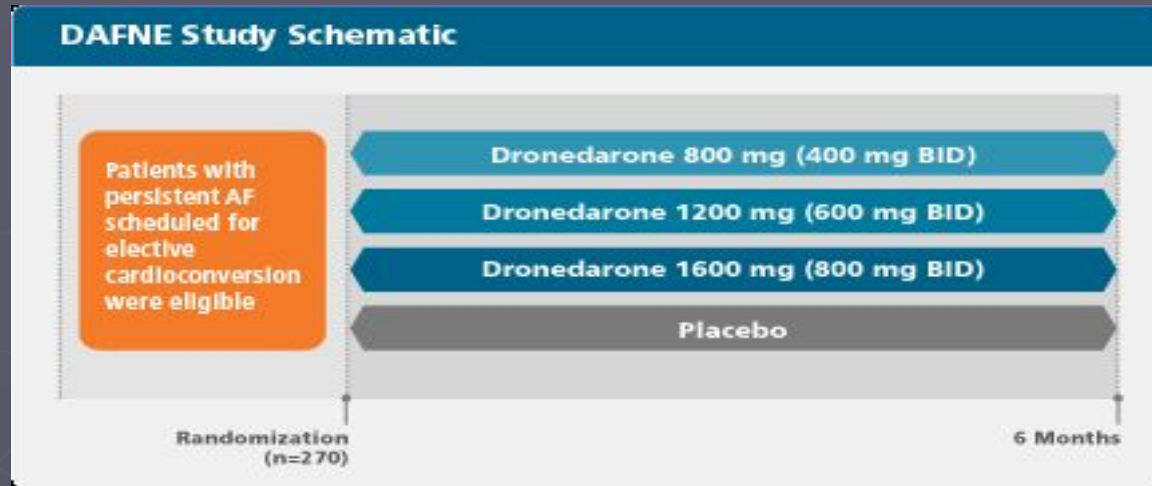 DAFNE Study Schematic
Patients with
persistent AF
scheduled for
elective
cardioconversion
were eligible
Dronedarone 800 mg (400 mg BID)
Dronedarone 1200 mg (600 mg BID)
Dronedarone 1600 mg (800 mg BID)
Placebo
Randomization
(n=270)
6 Months